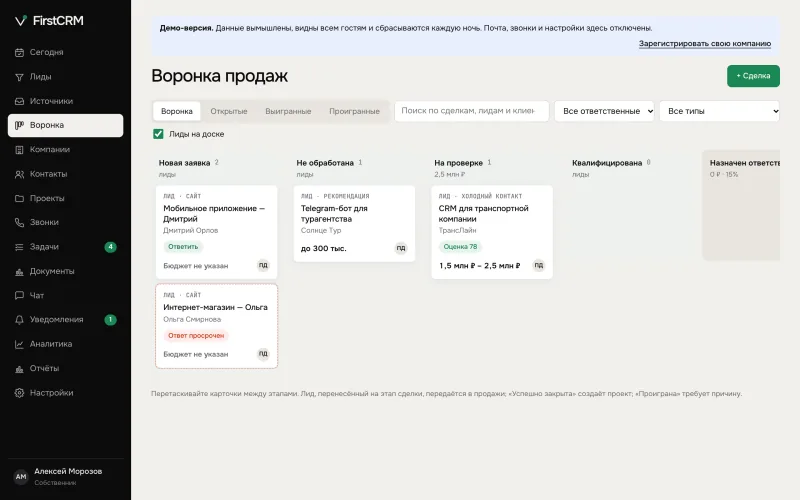 FirstCRM
Сегодня
Лиды
Источники
Воронка
Компании
Контакты
Проекты
Звонки
Задачи 4
Документы
Чат
Уведомления 1
Аналитика
Отчёты
Настройки
АМ
Алексей Морозов
Собственник
Демо-версия. Данные вымышлены, видны всем гостям и сбрасываются каждую ночь. Почта, звонки и настройки здесь отключены.
Зарегистрировать свою компанию
Воронка продаж
+ Сделка
Воронка Открытые Выигранные Проигранные
Поиск по сделкам, лидам и клиен
Все ответственные
Все типы
Лиды на доске
Новая заявка 2
лиды
ЛИД · САЙТ
Мобильное приложение —
Дмитрий
Дмитрий Орлов
Ответить
Бюджет не указан ПД
ЛИД · САЙТ
Интернет-магазин — Ольга
Ольга Смирнова
Ответ просрочен
Бюджет не указан ПД
Не обработана 1
лиды
ЛИД · РЕКОМЕНДАЦИЯ
Telegram-бот для
турагентства
Солнце Тур
до 300 тыс. ПД
На проверке 1
2,5 млн ₽
ЛИД · ХОЛОДНЫЙ КОНТАКТ
CRM для транспортной
компании
ТрансЛайн
Оценка 78
1,5 млн ₽ – 2,5 млн ₽ ПД
Квалифицирована 0
лиды
Назначен ответств
0 ₽ · 15%
Перетаскивайте карточки между этапами. Лид, перенесённый на этап сделки, передаётся в продажи; «Успешно закрыта» создаёт проект; «Проиграна» требует причину.